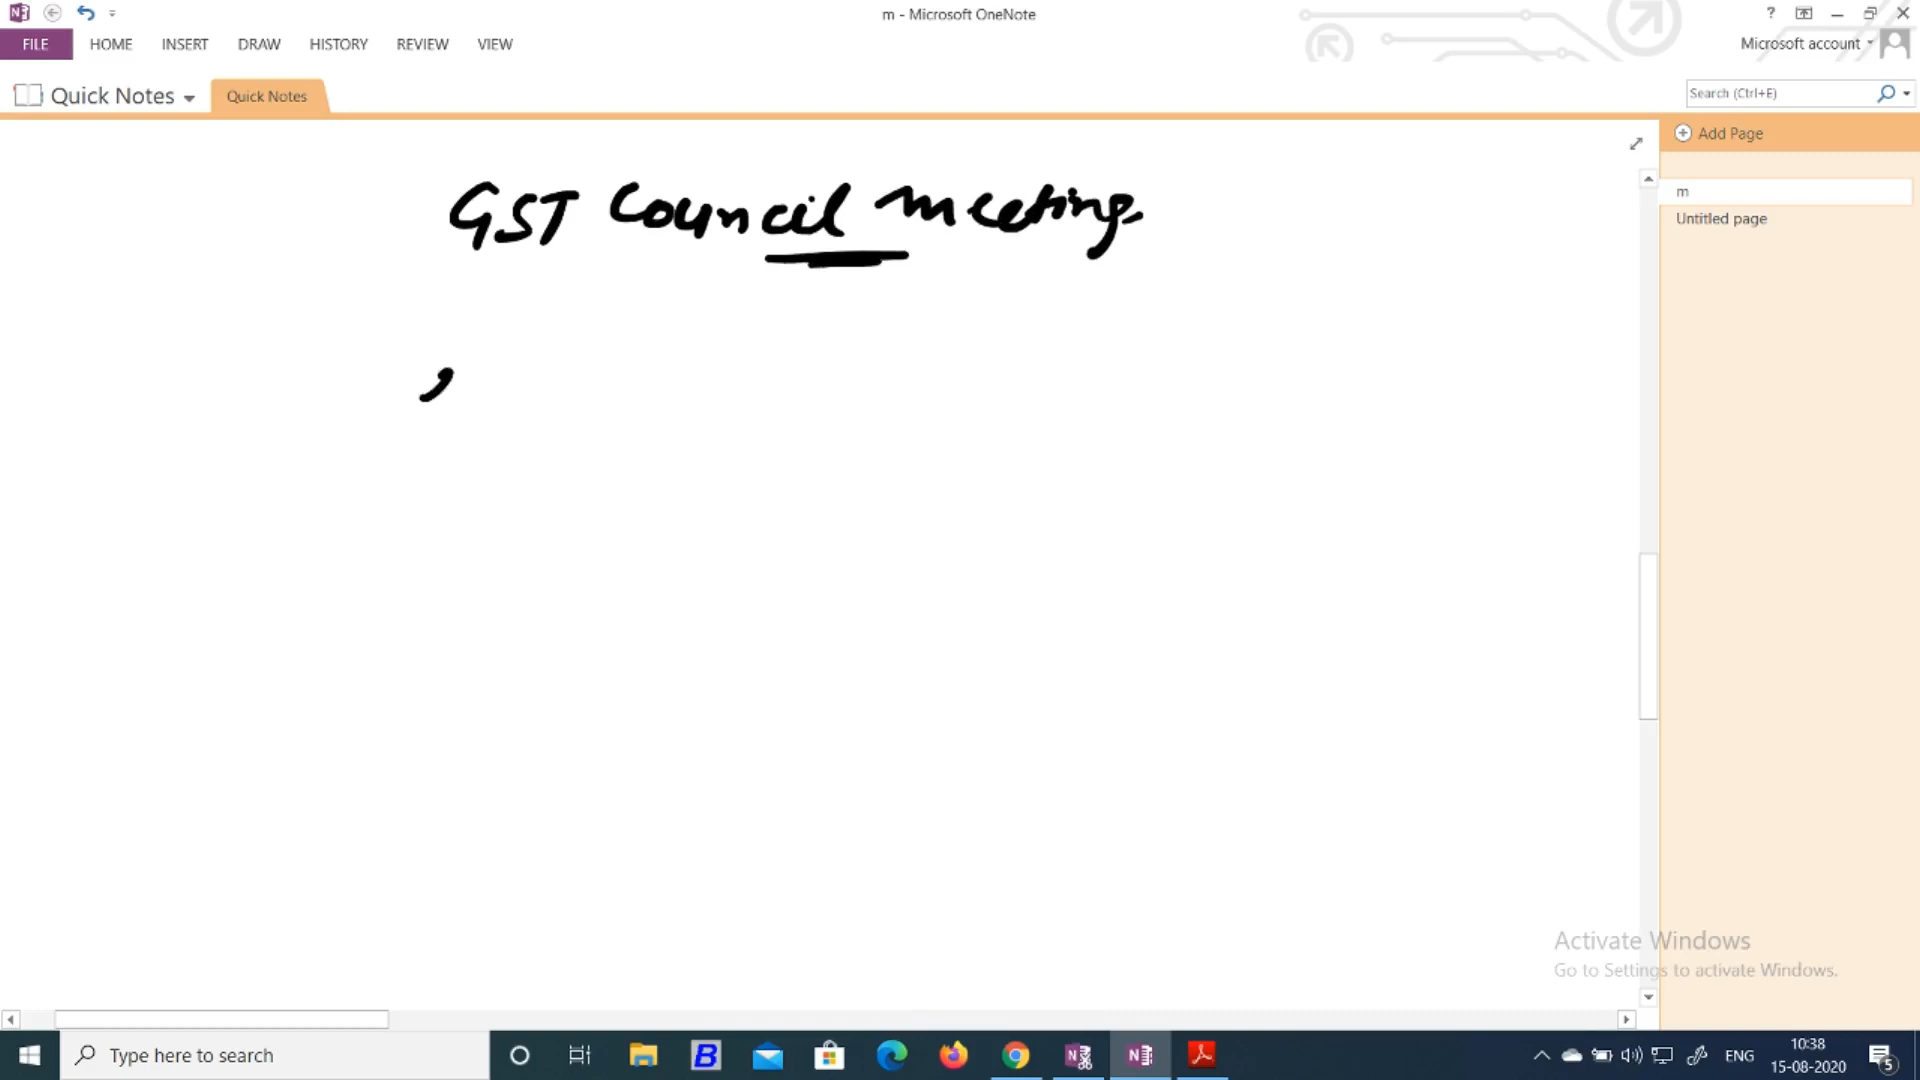 m - Microsoft OneNote
?
FILE HOME INSERT DRAW HISTORY REVIEW VIEW
Microsoft account
Quick Notes
Quick Notes
Search (Ctrl+E)
Add Page
m
Untitled page
GST Council meeting.
,
Activate Windows
Go to Settings to activate Windows.
Type here to search
B
ENG
10:38
15-08-2020
5